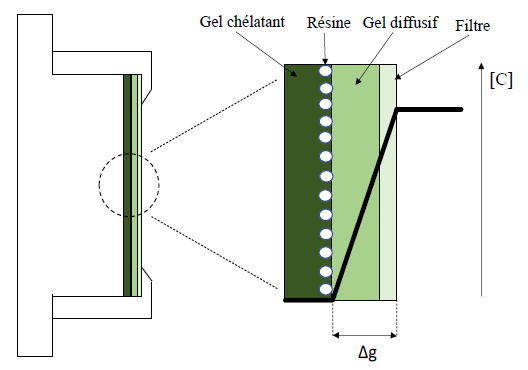 Gel chélatant
Résine
Gel diffusif
Filtre
[C]
Δg